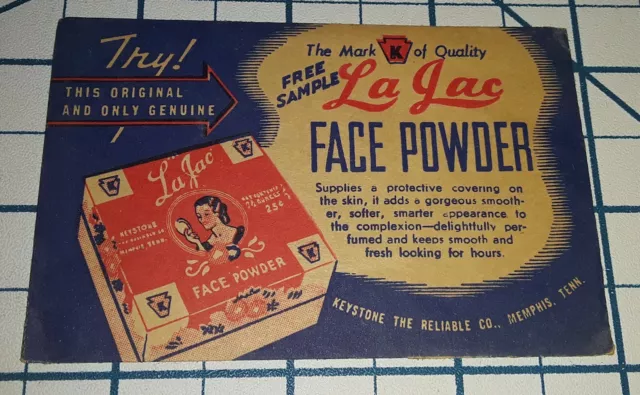 Try!
THIS ORIGINAL
AND ONLY GENUINE
The Mark K of Quality
FREE
SAMPLE
La Jac
FACE POWDER
Supplies a protective covering on
the skin, it adds a gorgeous smooth-
er, softer, smarter appearance to
the complexion—delightfully per-
fumed and keeps smooth and
fresh looking for hours.
KEYSTONE THE RELIABLE CO., MEMPHIS, TENN.
K
K
La Jac
KEYSTONE
MEMPHIS, TENN.
25¢
FACE POWDER
K
K